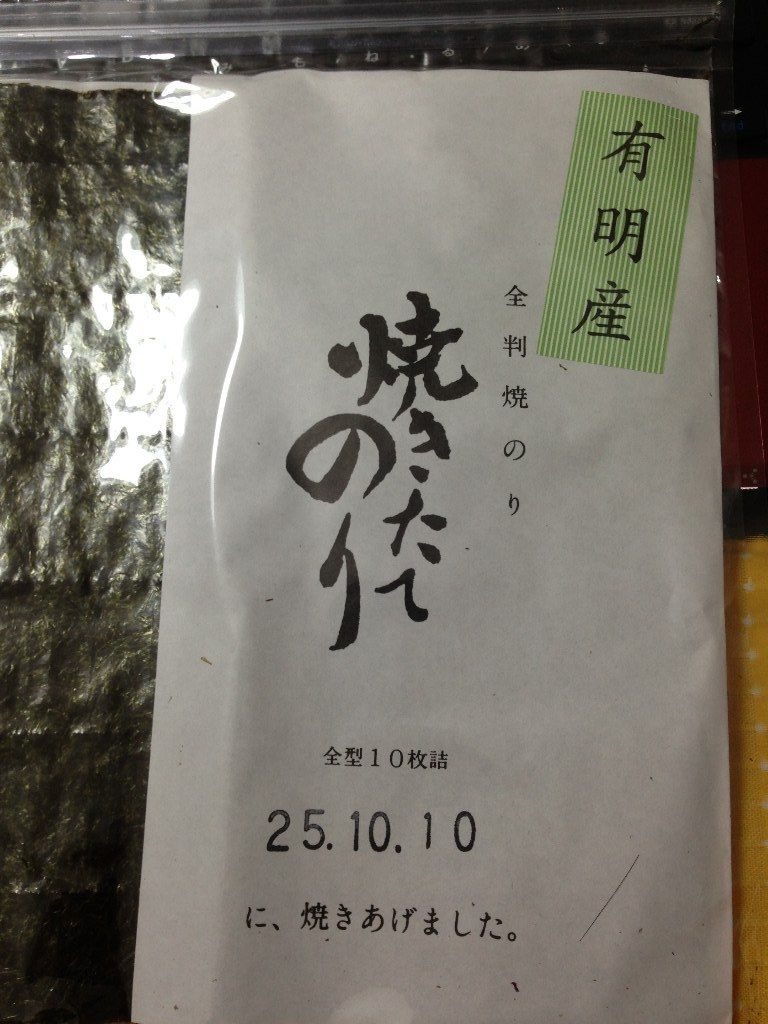 有明産
全判焼のり
焼きたて
のり
全型10枚詰
25.10.10
に、焼きあげました。